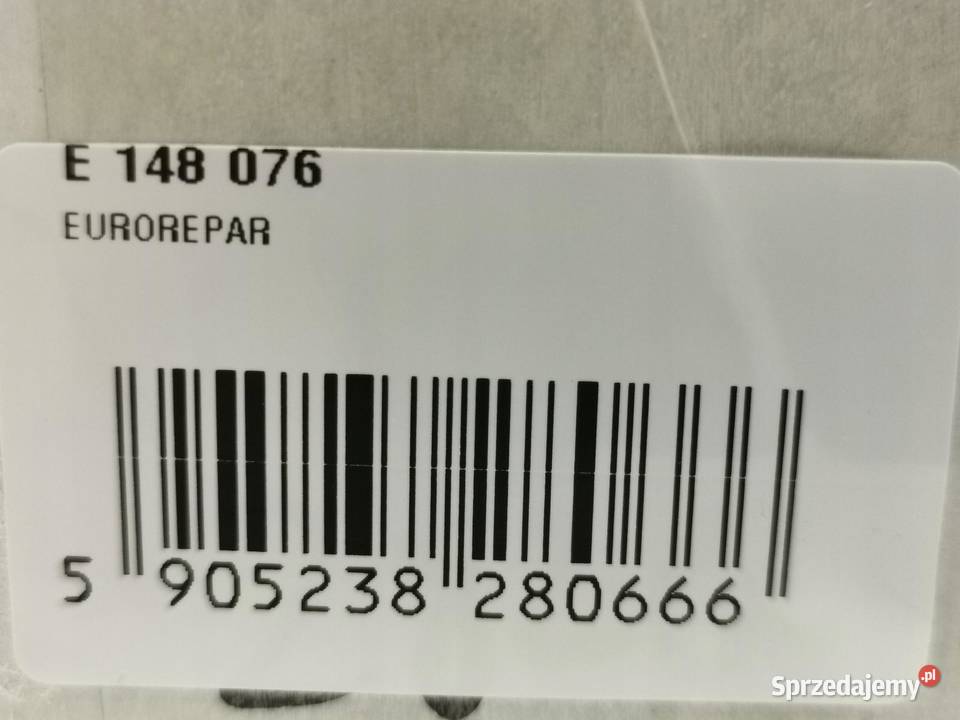 E 148 076
EUROREPAR
5 905238 280666
Sprzedajemy.pl